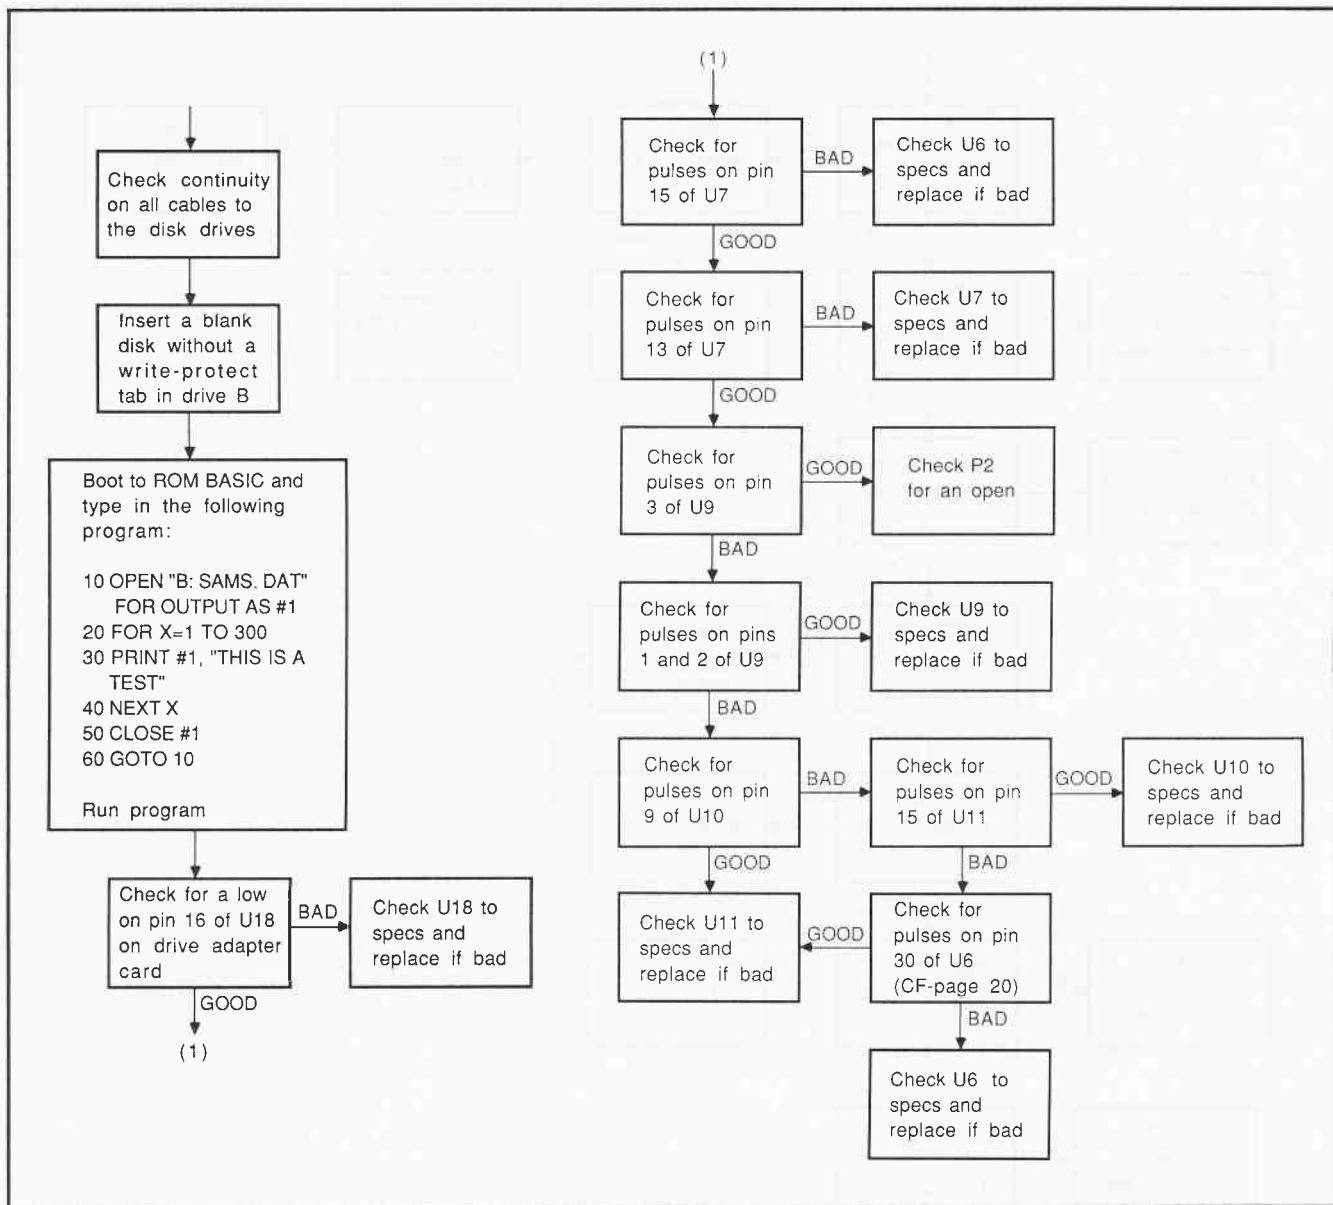 Check continuity
on all cables to
the disk drives
Insert a blank
disk without a
write-protect
tab in drive B
Boot to ROM BASIC and
type in the following
program:
10 OPEN "B: SAMS. DAT"
FOR OUTPUT AS #1
20 FOR X=1 TO 300
30 PRINT #1, "THIS IS A
TEST"
40 NEXT X
50 CLOSE #1
60 GOTO 10
Run program
Check for a low
on pin 16 of U18
on drive adapter
card
BAD
Check U18 to
specs and
replace if bad
GOOD
(1)
(1)
Check for
pulses on pin
15 of U7
BAD
Check U6 to
specs and
replace if bad
GOOD
Check for
pulses on pin
13 of U7
BAD
Check U7 to
specs and
replace if bad
GOOD
Check for
pulses on pin
3 of U9
GOOD
Check P2
for an open
BAD
Check for
pulses on pins
1 and 2 of U9
GOOD
Check U9 to
specs and
replace if bad
BAD
Check for
pulses on pin
9 of U10
BAD
Check for
pulses on pin
15 of U11
GOOD
Check U10 to
specs and
replace if bad
GOOD
BAD
Check U11 to
specs and
replace if bad
GOOD
Check for
pulses on pin
30 of U6
(CF-page 20)
BAD
Check U6 to
specs and
replace if bad